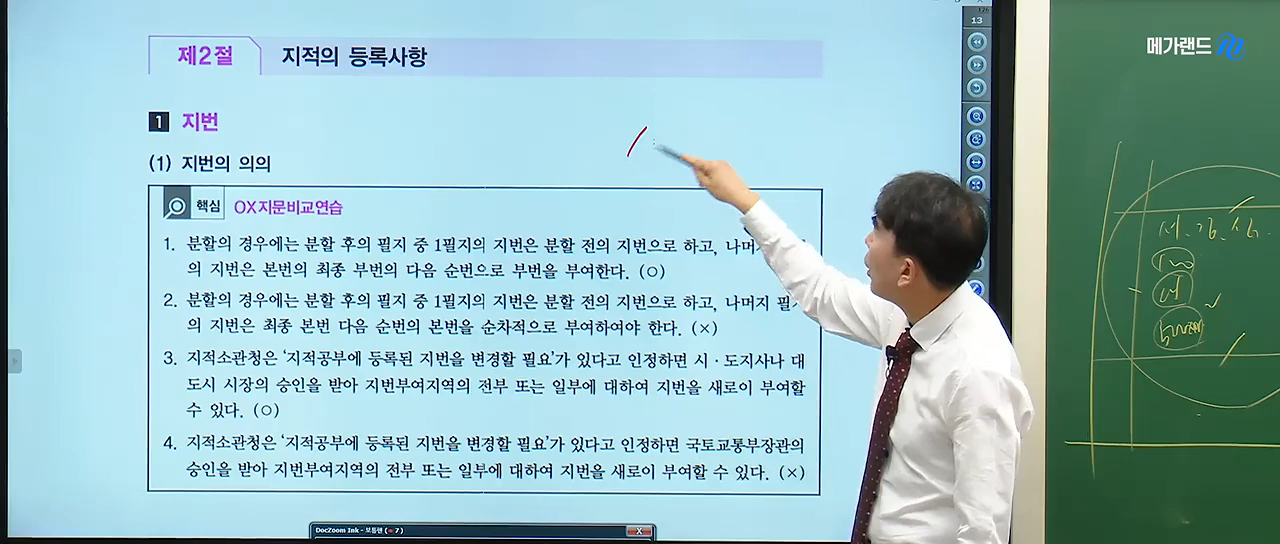 제2절 지적의 등록사항
1 지번
(1) 지번의 의의
핵심 OX지문비교연습
1. 분할의 경우에는 분할 후의 필지 중 1필지의 지번은 분할 전의 지번으로 하고, 나머
의 지번은 본번의 최종 부번의 다음 순번으로 부번을 부여한다. (○)
2. 분할의 경우에는 분할 후의 필지 중 1필지의 지번은 분할 전의 지번으로 하고, 나머지 필
의 지번은 최종 본번 다음 순번의 본번을 순차적으로 부여하여야 한다. (×)
3. 지적소관청은 '지적공부에 등록된 지번을 변경할 필요'가 있다고 인정하면 시·도지사나 대
도시 시장의 승인을 받아 지번부여지역의 전부 또는 일부에 대하여 지번을 새로이 부여할
수 있다. (○)
4. 지적소관청은 '지적공부에 등록된 지번을 변경할 필요'가 있다고 인정하면 국토교통부장관의
승인을 받아 지번부여지역의 전부 또는 일부에 대하여 지번을 새로이 부여할 수 있다. (×)
DocZoom Ink - 보통펜 ( 7 )
13
메가랜드